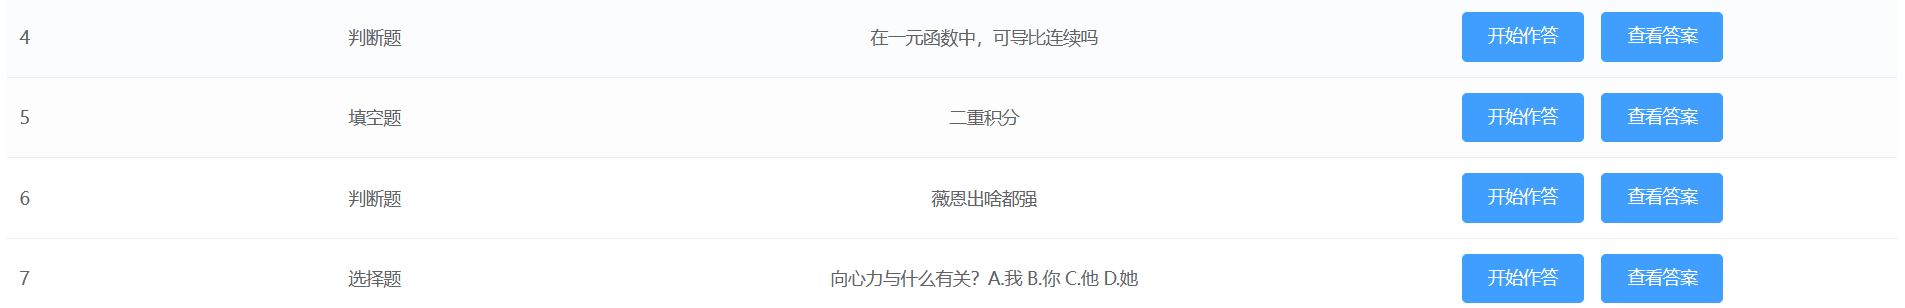 4 判断题 在一元函数中，可导比连续吗 开始作答 查看答案
5 填空题 二重积分 开始作答 查看答案
6 判断题 薇恩出啥都强 开始作答 查看答案
7 选择题 向心力与什么有关？A.我 B.你 C.他 D.她 开始作答 查看答案